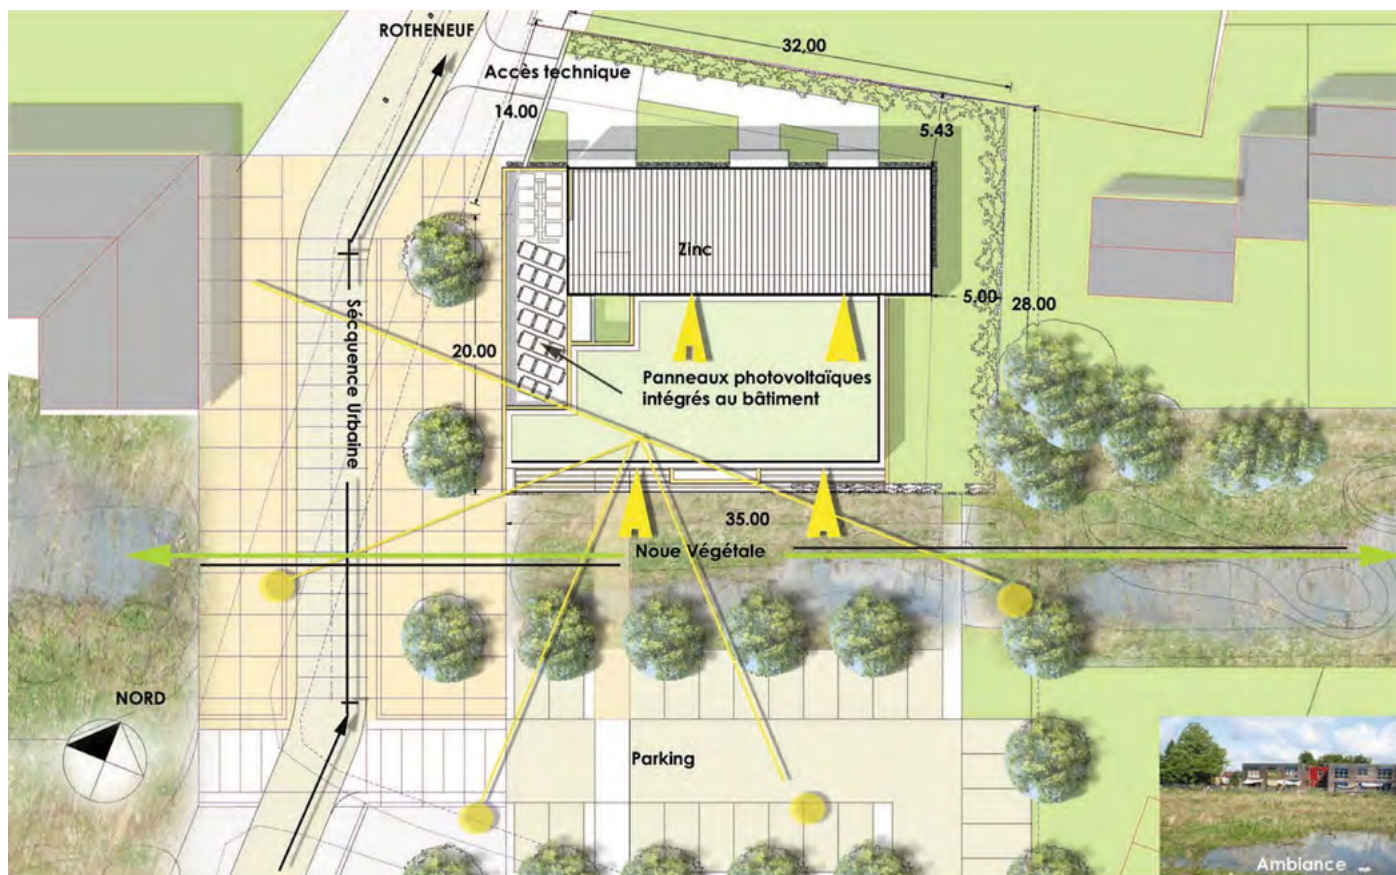 ROTHENEUF
32,00
Accès technique
14.00
5.43
Zinc
5,00
28.00
Sécquence Urbaine
20.00
Panneaux photovoltaïques
intégrés au bâtiment
35.00
Noue Végétale
NORD
Parking
Ambiance